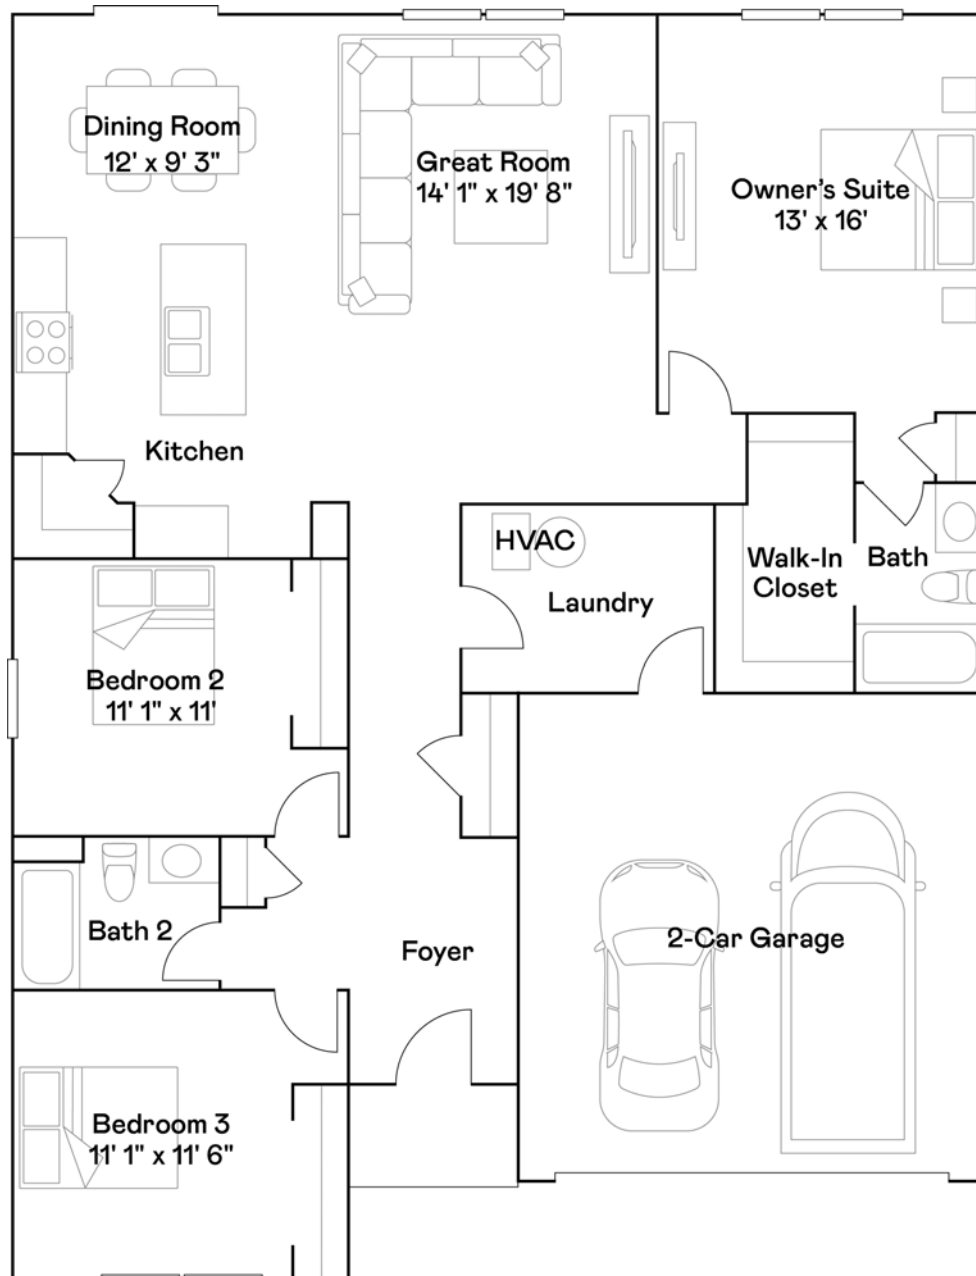 Dining Room
12' x 9' 3"
Great Room
14' 1" x 19' 8"
Owner's Suite
13' x 16'
Kitchen
HVAC
Laundry
Walk-In
Closet
Bath
Bedroom 2
11' 1" x 11'
Bath 2
Foyer
2-Car Garage
Bedroom 3
11' 1" x 11' 6"